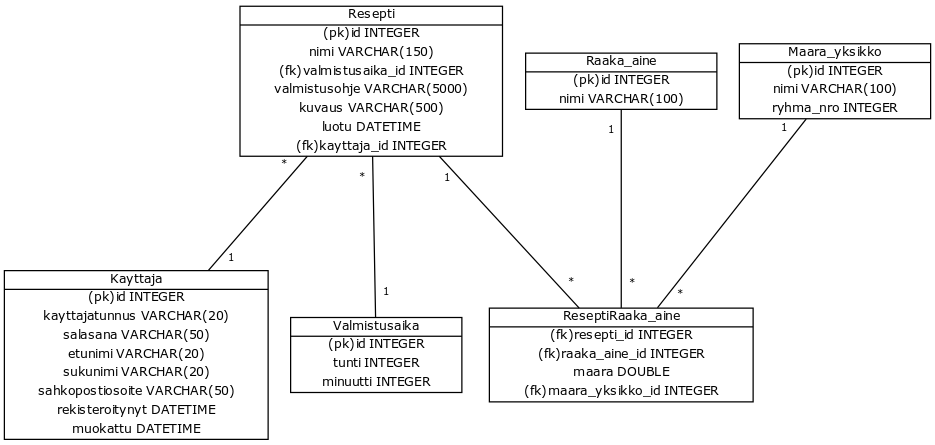 Resepti
(pk)id INTEGER
nimi VARCHAR(150)
(fk)valmistusaika_id INTEGER
valmistusohje VARCHAR(5000)
kuvaus VARCHAR(500)
luotu DATETIME
(fk)kayttaja_id INTEGER
Raaka_aine
(pk)id INTEGER
nimi VARCHAR(100)
Maara_yksikko
(pk)id INTEGER
nimi VARCHAR(100)
ryhma_nro INTEGER
*
1
*
1
1
*
1
*
1
*
Kayttaja
(pk)id INTEGER
kayttajatunnus VARCHAR(20)
salasana VARCHAR(50)
etunimi VARCHAR(20)
sukunimi VARCHAR(20)
sahkopostiosoite VARCHAR(50)
rekisteroitynyt DATETIME
muokattu DATETIME
Valmistusaika
(pk)id INTEGER
tunti INTEGER
minuutti INTEGER
ReseptiRaaka_aine
(fk)resepti_id INTEGER
(fk)raaka_aine_id INTEGER
maara DOUBLE
(fk)maara_yksikko_id INTEGER